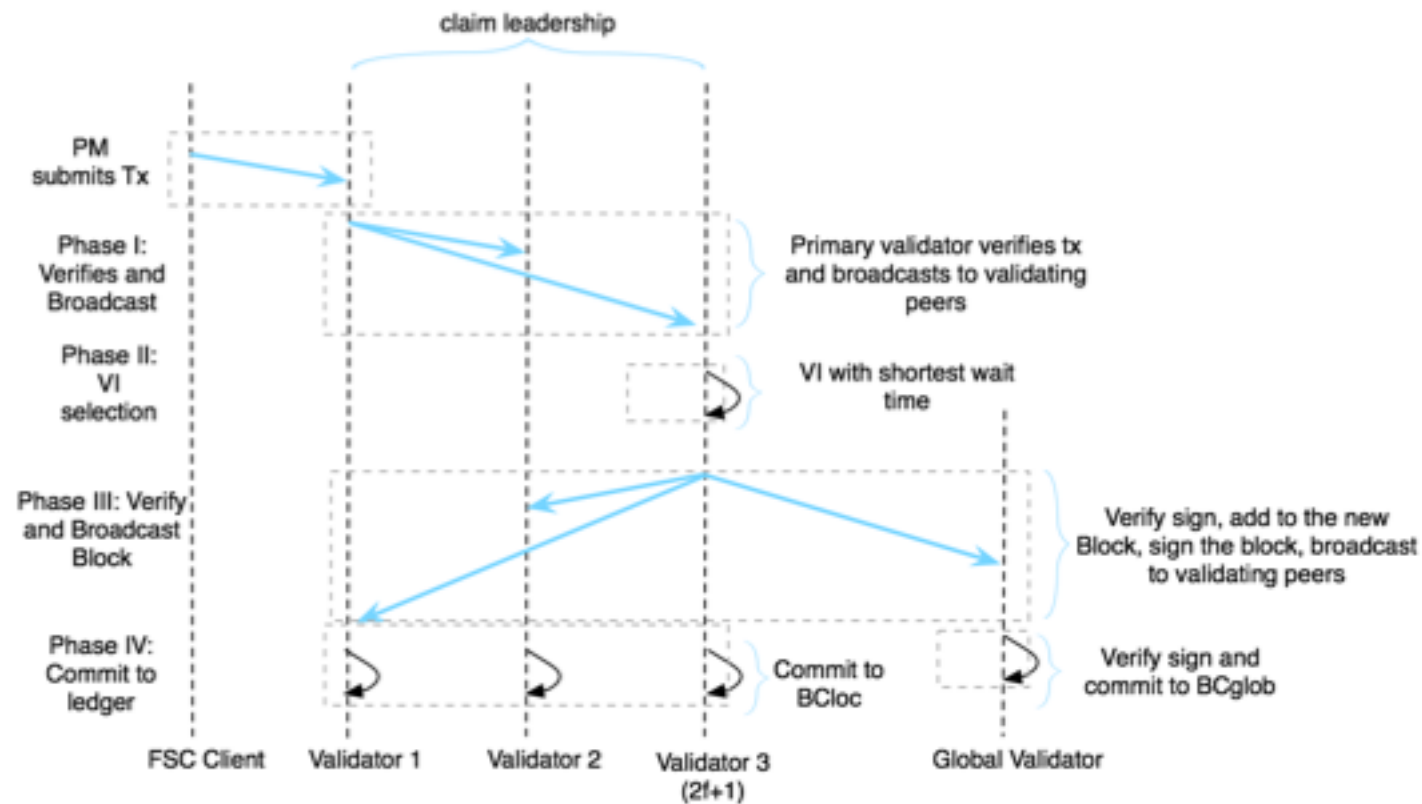 claim leadership
PM
submits Tx
Phase I:
Verifies and
Broadcast
Primary validator verifies tx
and broadcasts to validating
peers
Phase II:
VI
selection
VI with shortest wait
time
Phase III: Verify
and Broadcast
Block
Verify sign, add to the new
Block, sign the block, broadcast
to validating peers
Phase IV:
Commit to
ledger
Commit to
BCloc
Verify sign and
commit to BCglob
FSC Client
Validator 1
Validator 2
Validator 3
(2f+1)
Global Validator